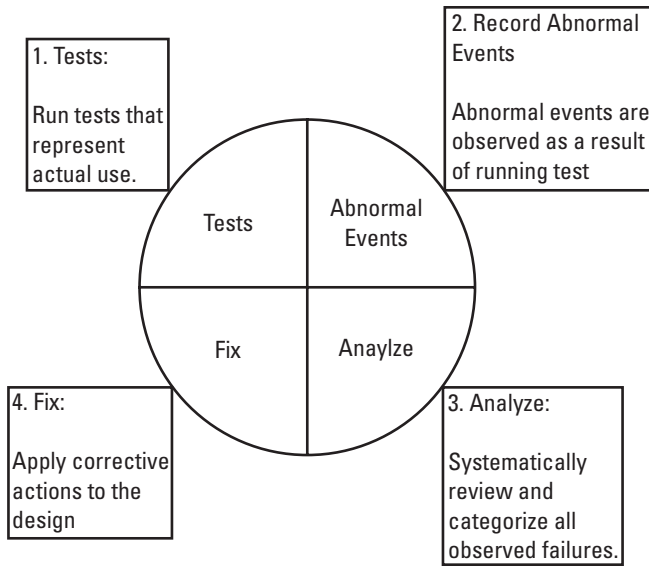 1. Tests:
Run tests that
represent
actual use.
2. Record Abnormal
Events
Abnormal events are
observed as a result
of running test
Tests
Abnormal
Events
Fix
Anaylze
4. Fix:
Apply corrective
actions to the
design
3. Analyze:
Systematically
review and
categorize all
observed failures.